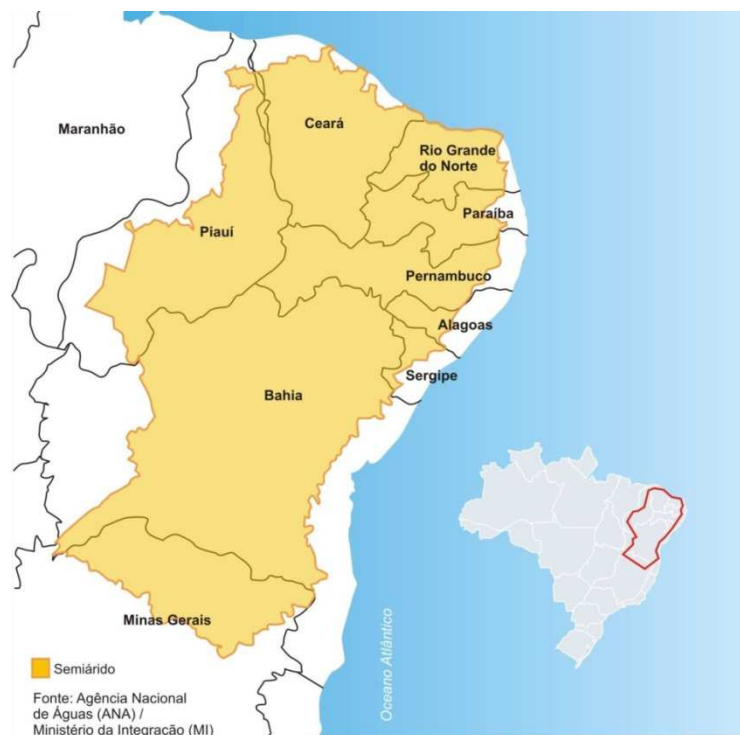 Maranhão
Ceará
Rio Grande
do Norte
Paraíba
Piauí
Pernambuco
Alagoas
Sergipe
Bahia
Minas Gerais
Oceano Atlântico
Semiárido
Fonte: Agência Nacional
de Águas (ANA) /
Ministério da Integração (MI)